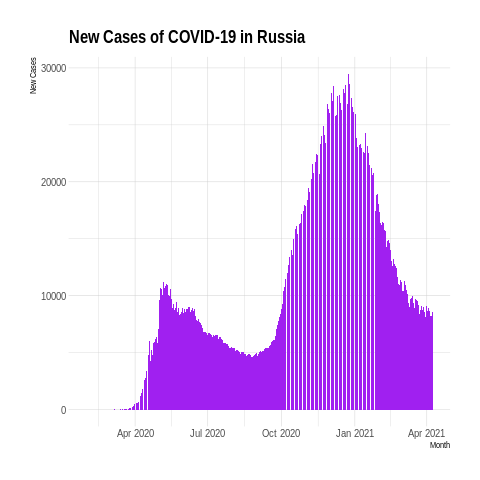 New Cases of COVID-19 in Russia
New Cases
30000
20000
10000
0
Apr 2020 Jul 2020 Oct 2020 Jan 2021 Apr 2021
Month